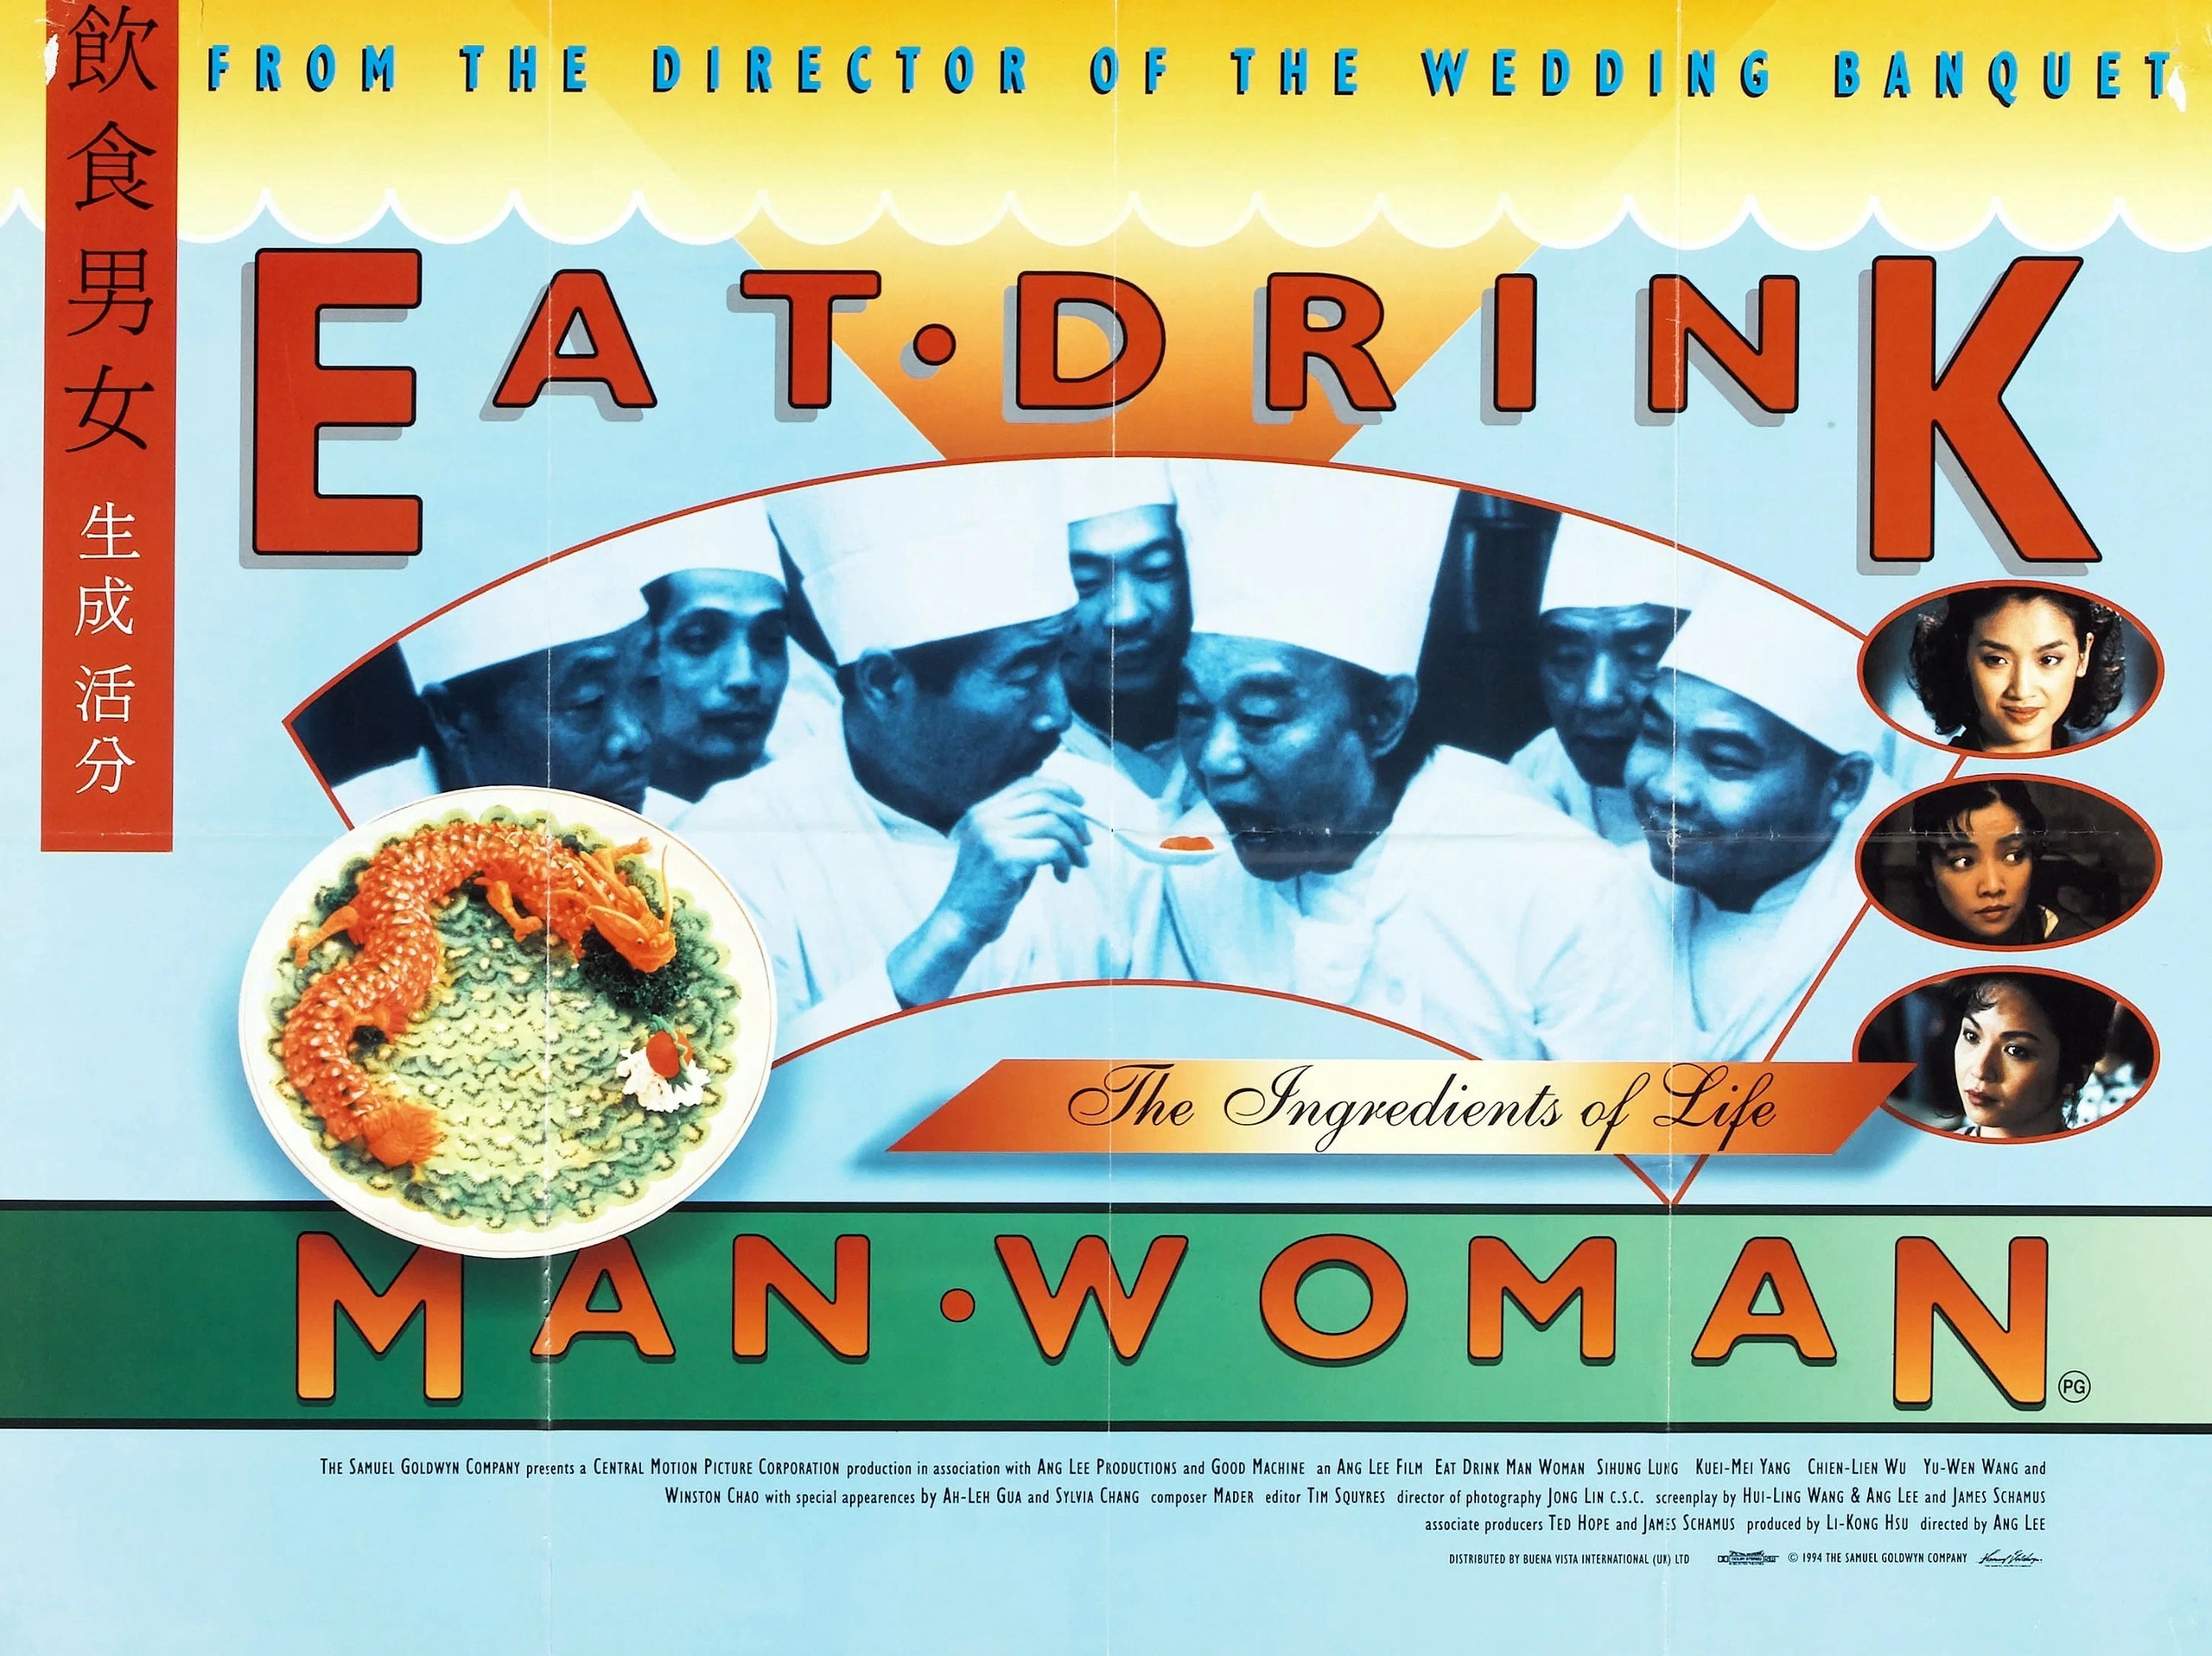 飲食男女
生成活分
FROM THE DIRECTOR OF THE WEDDING BANQUET
EAT·DRINK
The Ingredients of Life
MAN·WOMAN
PG
THE SAMUEL GOLDWYN COMPANY presents a CENTRAL MOTION PICTURE CORPORATION production in association with ANG LEE PRODUCTIONS and GOOD MACHINE an ANG LEE FILM EAT DRINK MAN WOMAN SIHUNG LUNG KUEI-MEI YANG CHIEN-LIEN WU YU-WEN WANG and
WINSTON CHAO with special appearences by AH-LEH GUA and SYLVIA CHANG composer MADER editor TIM SQUYRES director of photography JONG LIN C.S.C. screenplay by HUI-LING WANG & ANG LEE and JAMES SCHAMUS
associate producers TED HOPE and JAMES SCHAMUS produced by LI-KONG HSU directed by ANG LEE
DISTRIBUTED BY BUENA VISTA INTERNATIONAL (UK) LTD © 1994 THE SAMUEL GOLDWYN COMPANY